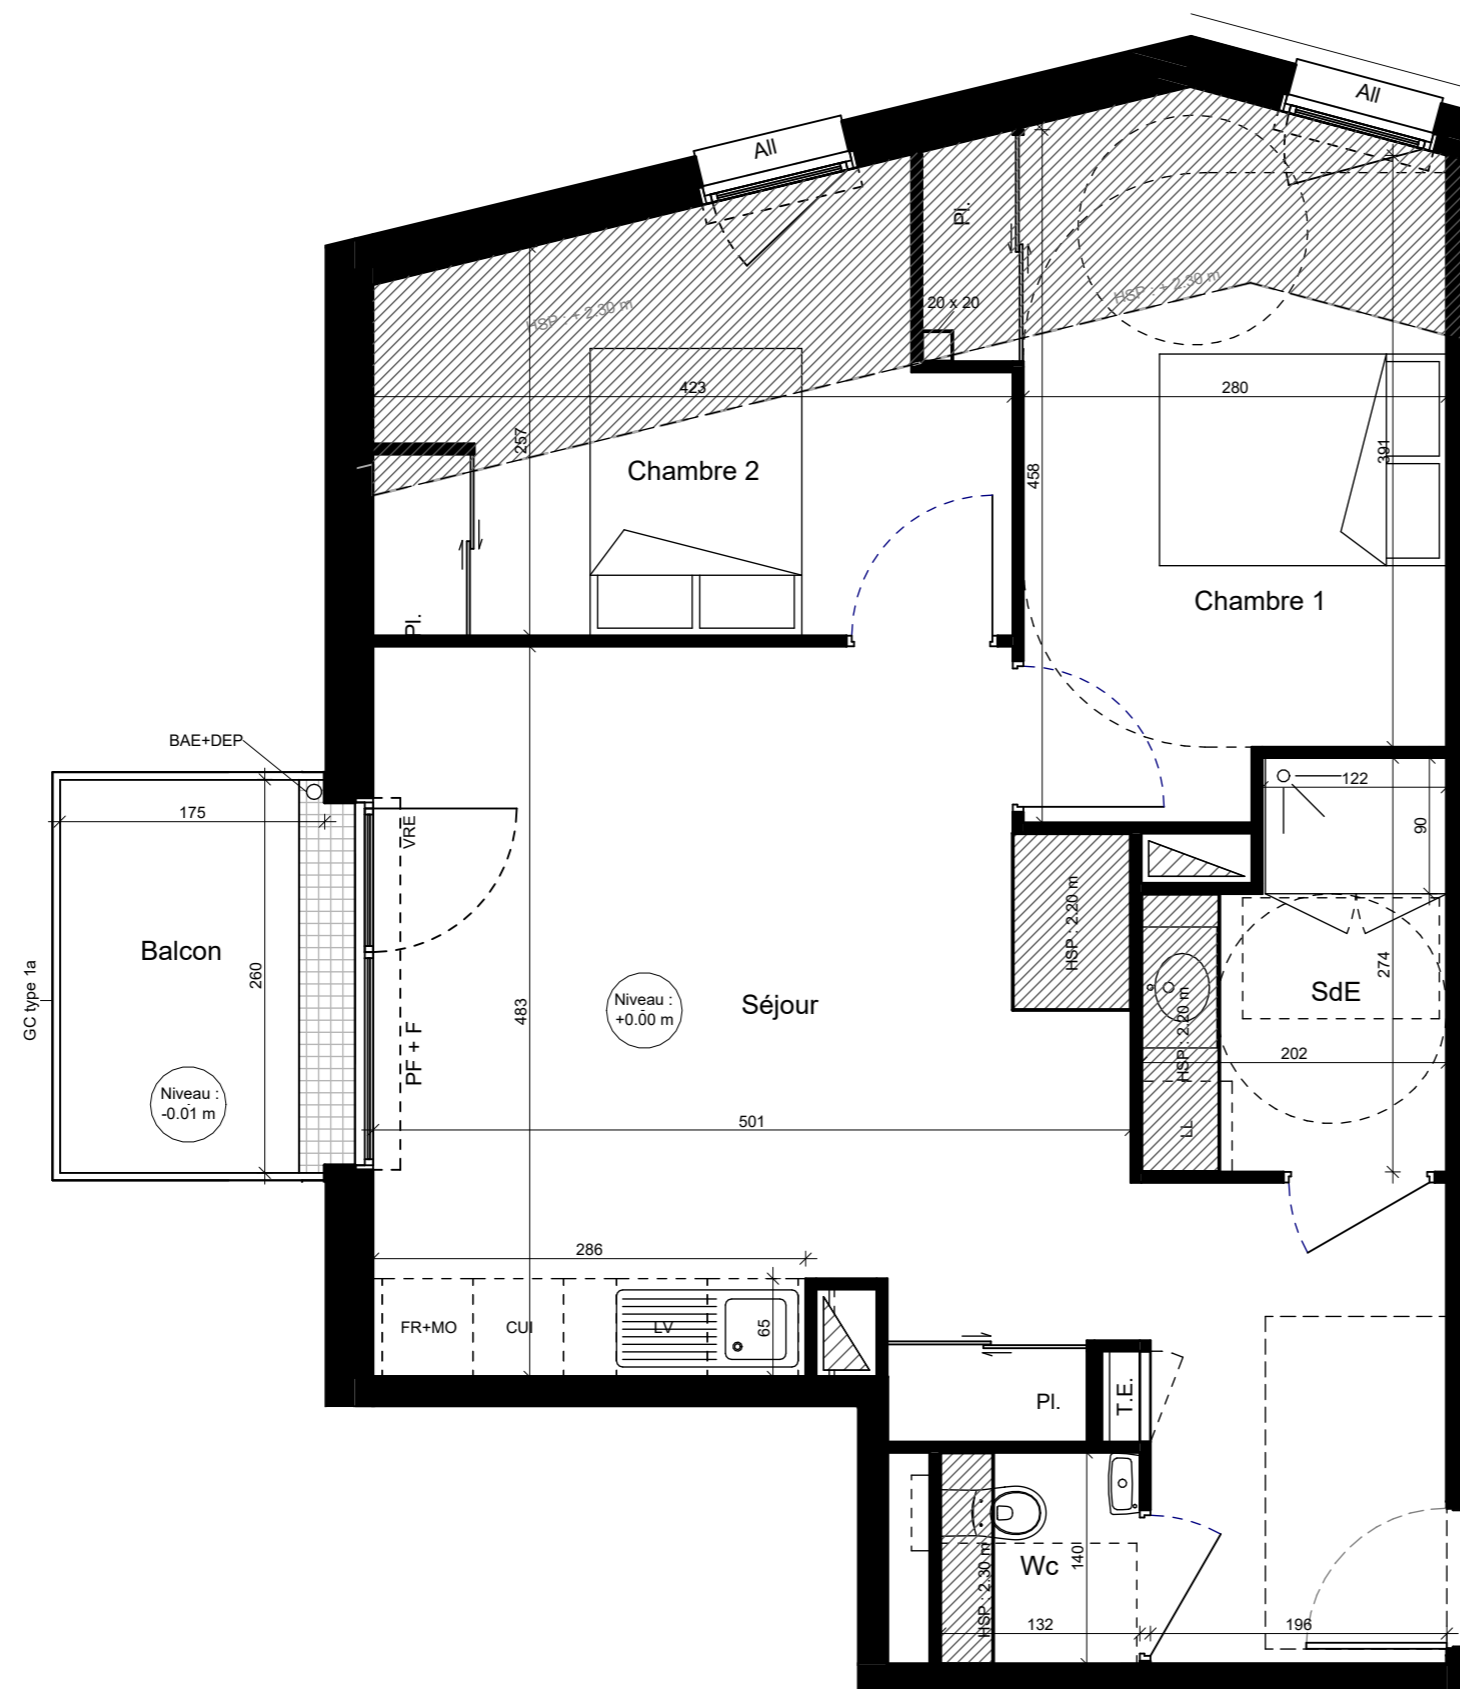 All
All
Pl.
20 x 20
HSP : + 2.30 m
HSP : + 2.30 m
423
280
257
458
391
Chambre 2
Chambre 1
Pl.
BAE+DEP
175
VRE
122
90
HSP : 2.20 m
Balcon
260
GC type 1a
483
Niveau :
+0.00 m
Séjour
274
SdE
HSP : 2.20 m
PF + F
202
Niveau :
-0.01 m
501
LL
286
FR+MO
CUI
LV
65
Pl.
T.E.
Wc
140
HSP : 2.30 m
132
196